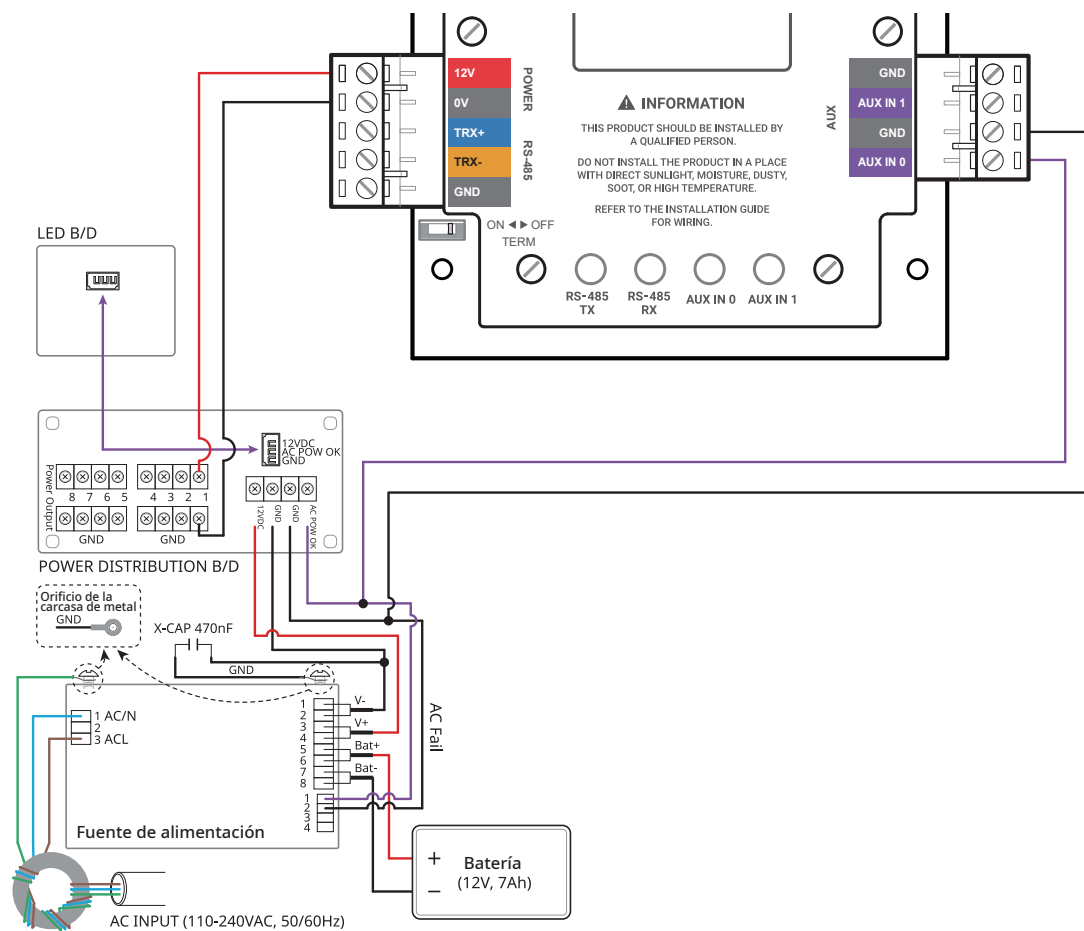 12V
0V
TRX+
TRX-
GND
POWER
RS-485
INFORMATION
THIS PRODUCT SHOULD BE INSTALLED BY
A QUALIFIED PERSON.
DO NOT INSTALL THE PRODUCT IN A PLACE
WITH DIRECT SUNLIGHT, MOISTURE, DUSTY,
SOOT, OR HIGH TEMPERATURE.
REFER TO THE INSTALLATION GUIDE
FOR WIRING.
AUX
GND
AUX IN 1
GND
AUX IN 0
ON ◀ ▶ OFF
TERM
RS-485
TX
RS-485
RX
AUX IN 0
AUX IN 1
LED B/D
12VDC
AC POW OK
GND
Power Output
8 7 6 5
4 3 2 1
GND
GND
12VDC
GND
GND
AC POW OK
POWER DISTRIBUTION B/D
Orificio de la
carcasa de metal
GND
X-CAP 470nF
GND
1 AC/N
2
3 ACL
1
2
3
4
5
6
7
8
V-
V+
Bat+
Bat-
1
2
3
4
AC Fail
Fuente de alimentación
Batería
(12V, 7Ah)
+
−
AC INPUT (110-240VAC, 50/60Hz)